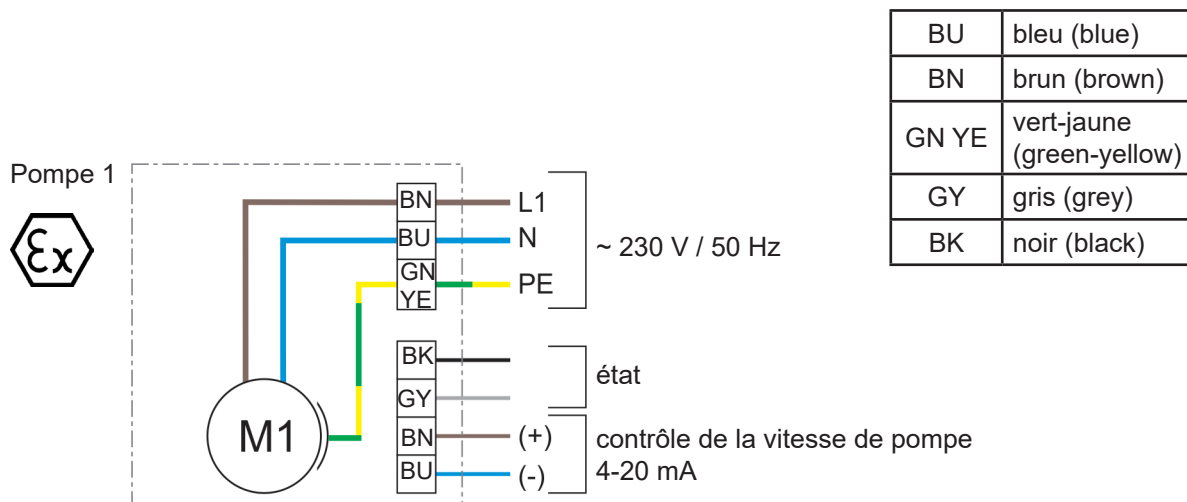 BU bleu (blue)
BN brun (brown)
GN YE vert-jaune
(green-yellow)
GY gris (grey)
BK noir (black)
Pompe 1
Ex
BN L1
BU N
~ 230 V / 50 Hz
GN
YE PE
BK
état
GY
M1
BN (+)
contrôle de la vitesse de pompe
4-20 mA
BU (-)